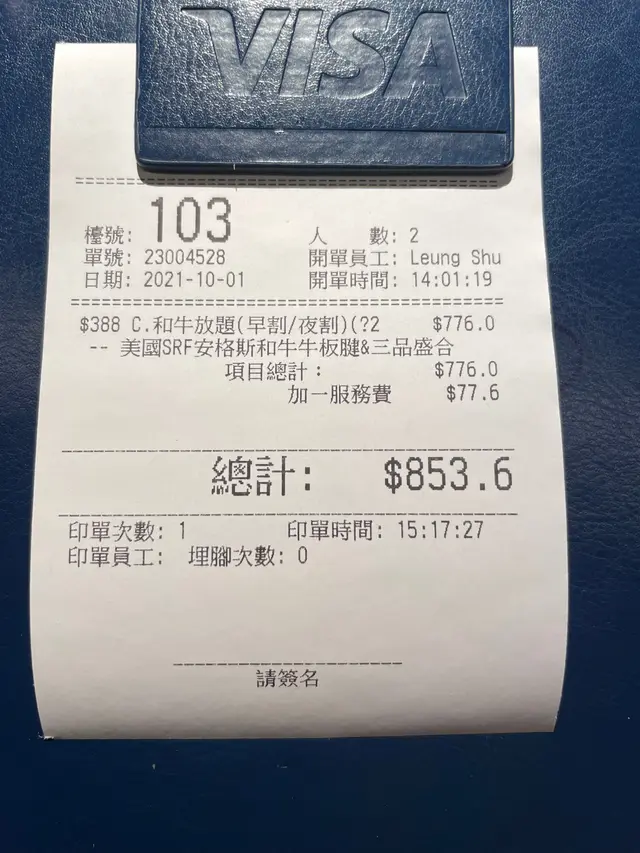 VISA
檯號: 103 人 數: 2
單號: 23004528 開單員工: Leung Shu
日期: 2021-10-01 開單時間: 14:01:19
$388 C.和牛放題(早割/夜割)(?2 $776.0
-- 美國SRF安格斯和牛牛板腱&三品盛合
項目總計: $776.0
加一服務費 $77.6
總計: $853.6
印單次數: 1 印單時間: 15:17:27
印單員工: 埋腳次數: 0
請簽名